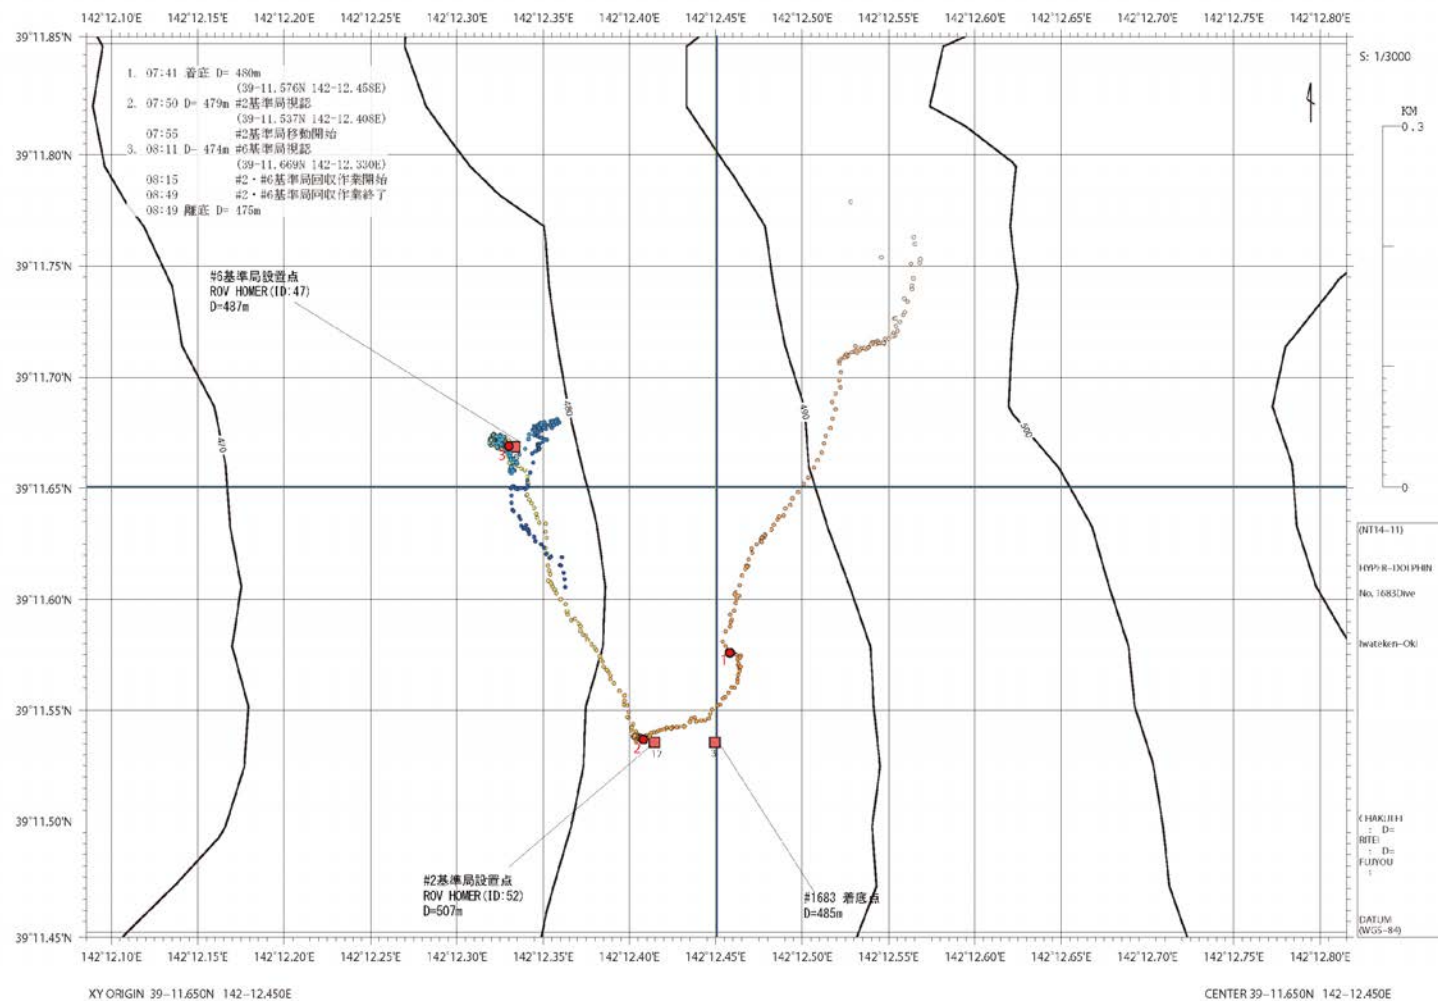 142°12.10'E 142°12.15'E 142°12.20'E 142°12.25'E 142°12.30'E 142°12.35'E 142°12.40'E 142°12.45'E 142°12.50'E 142°12.55'E 142°12.60'E 142°12.65'E 142°12.70'E 142°12.75'E 142°12.80'E
39°11.85'N
S: 1/3000
1. 07:41 着底 D= 480m
(39-11.576N 142-12.458E)
2. 07:50 D= 479m #2基準局視認
(39-11.537N 142-12.408E)
07:55 #2基準局移動開始
3. 08:11 D= 474m #6基準局視認
(39-11.669N 142-12.330E)
08:15 #2・#6基準局回収作業開始
08:49 #2・#6基準局回収作業終了
08:49 離底 D= 475m
KM
0.3
39°11.80'N
39°11.75'N
#6基準局設置点
ROV HOMER(ID:47)
D=487m
39°11.70'N
470
480
490
500
3
39°11.65'N
0
(NT14-11)
HYPER-DOLPHIN
No. 1683Dive
39°11.60'N
Iwateken-Oki
1
39°11.55'N
2
17
3
39°11.50'N
: D=
: D=
FUJYOU
:
#2基準局設置点
ROV HOMER(ID:52)
D=507m
#1683 着底点
D=485m
DATUM
(WGS-84)
39°11.45'N
142°12.10'E 142°12.15'E 142°12.20'E 142°12.25'E 142°12.30'E 142°12.35'E 142°12.40'E 142°12.45'E 142°12.50'E 142°12.55'E 142°12.60'E 142°12.65'E 142°12.70'E 142°12.75'E 142°12.80'E
XY ORIGIN 39-11.650N 142-12.450E
CENTER 39-11.650N 142-12.450E